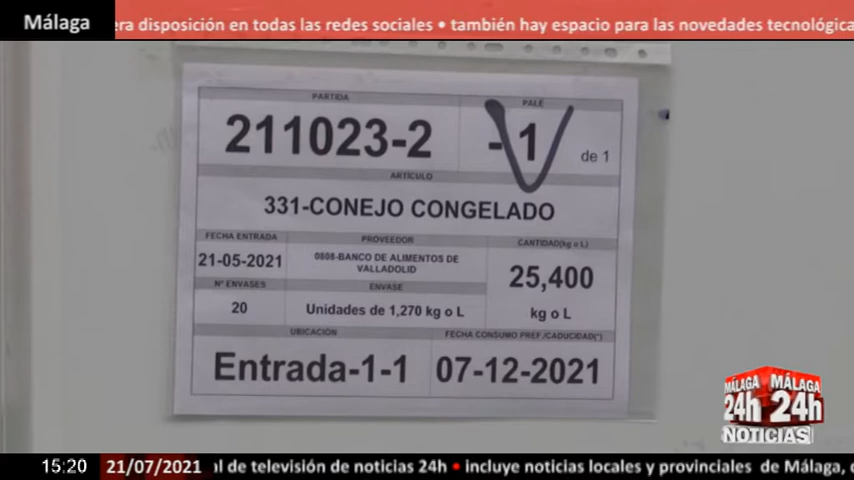 Málaga
era disposición en todas las redes sociales • también hay espacio para las novedades tecnológica
PARTIDA
PALÉ
211023-2
-1
de 1
ARTÍCULO
331-CONEJO CONGELADO
FECHA ENTRADA
PROVEEDOR
CANTIDAD(kg o L)
21-05-2021
0808-BANCO DE ALIMENTOS DE
VALLADOLID
25,400
kg o L
Nº ENVASES
ENVASE
20
Unidades de 1,270 kg o L
UBICACIÓN
FECHA CONSUMO PREF./CADUCIDAD(*)
Entrada-1-1
07-12-2021
MÁLAGA
24h
MÁLAGA
24h
NOTICIAS
15:20
21/07/2021
al de televisión de noticias 24h • incluye noticias locales y provinciales de Málaga,